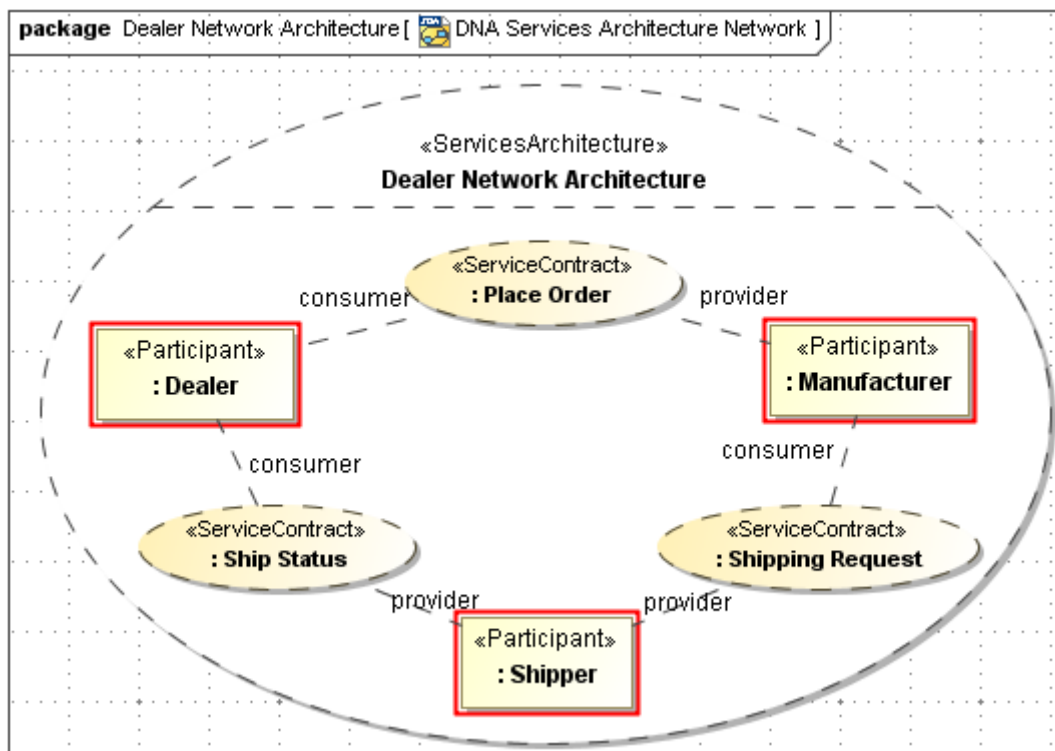 package Dealer Network Architecture [ DNA Services Architecture Network ]
«ServicesArchitecture»
Dealer Network Architecture
«ServiceContract»
: Place Order
consumer
provider
«Participant»
: Dealer
«Participant»
: Manufacturer
consumer
consumer
«ServiceContract»
: Ship Status
«ServiceContract»
: Shipping Request
provider
provider
«Participant»
: Shipper